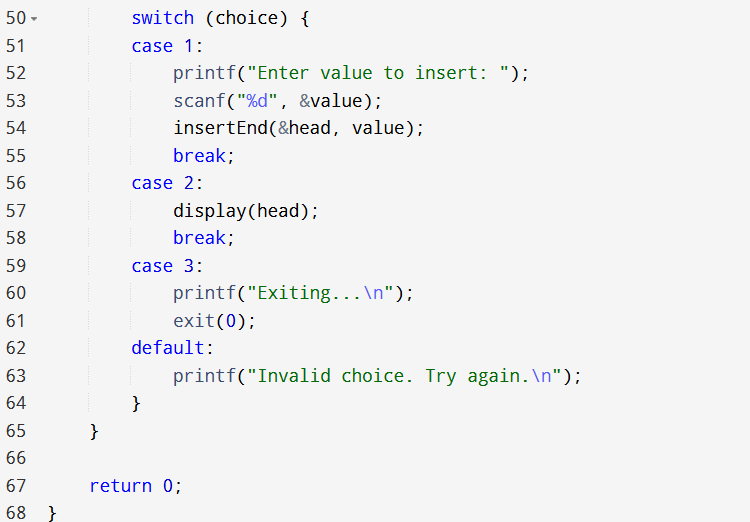 50 switch (choice) {
51 case 1:
52 printf("Enter value to insert: ");
53 scanf("%d", &value);
54 insertEnd(&head, value);
55 break;
56 case 2:
57 display(head);
58 break;
59 case 3:
60 printf("Exiting...\n");
61 exit(0);
62 default:
63 printf("Invalid choice. Try again.\n");
64 }
65 }
66
67 return 0;
68 }